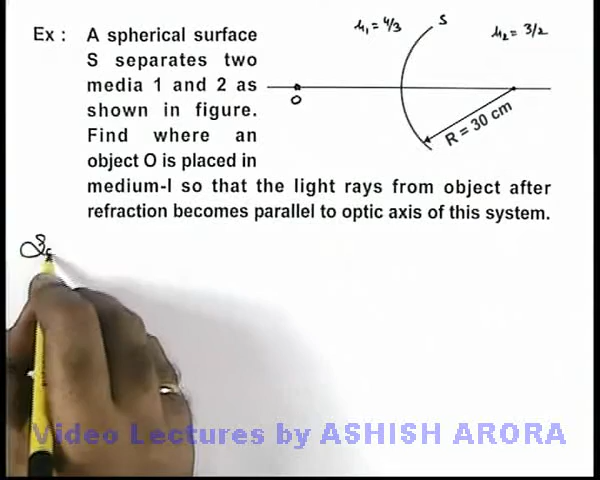 μ₁ = 4/3
S
μ₂ = 3/2
Ex : A spherical surface
S separates two
media 1 and 2 as
shown in figure.
Find where an
object O is placed in
medium-I so that the light rays from object after
refraction becomes parallel to optic axis of this system.
O
R = 30 cm
Video Lectures by ASHISH ARORA